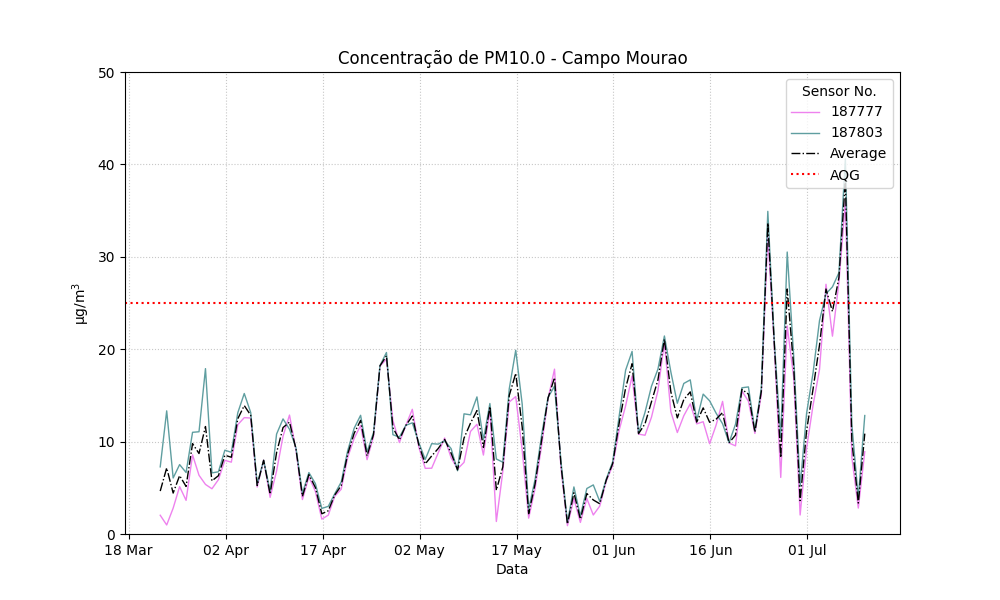 Concentração de PM10.0 - Campo Mourao
50
40
30
20
10
0
µg/m³
Sensor No.
187777
187803
Average
AQG
18 Mar
02 Apr
17 Apr
02 May
17 May
01 Jun
16 Jun
01 Jul
Data